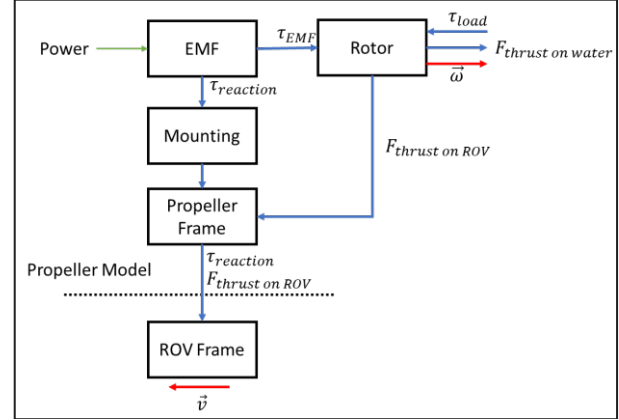 Power
EMF
τ_EMF
Rotor
τ_load
F_thrust on water
ω⃗
τ_reaction
Mounting
F_thrust on ROV
Propeller
Frame
Propeller Model
τ_reaction
F_thrust on ROV
ROV Frame
v⃗